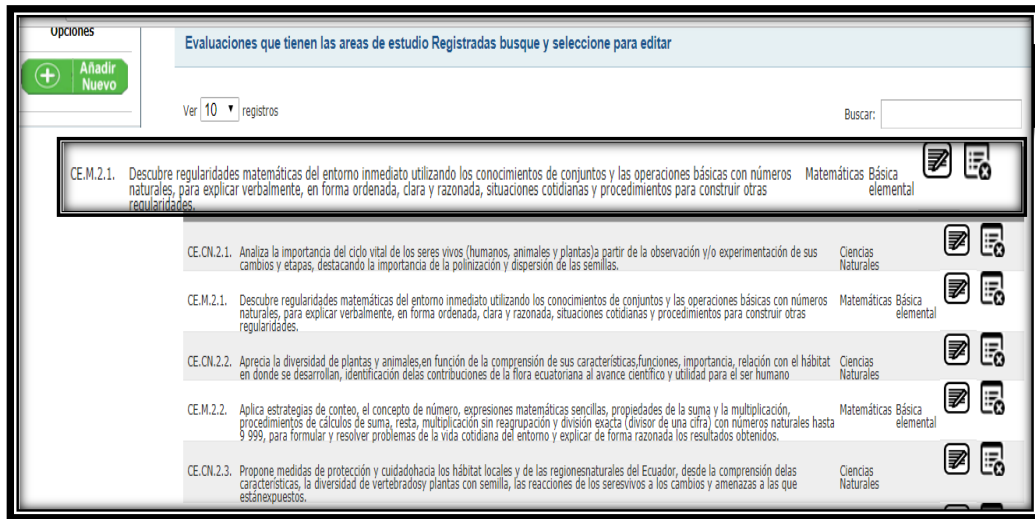 Opciones
Evaluaciones que tienen las areas de estudio Registradas busque y seleccione para editar
Añadir
Nuevo
Ver 10 registros
Buscar:
CE.M.2.1. Descubre regularidades matemáticas del entorno inmediato utilizando los conocimientos de conjuntos y las operaciones básicas con números Matemáticas Básica
naturales, para explicar verbalmente, en forma ordenada, clara y razonada, situaciones cotidianas y procedimientos para construir otras elemental
regularidades.
CE.CN.2.1. Analiza la importancia del ciclo vital de los seres vivos (humanos, animales y plantas)a partir de la observación y/o experimentación de sus Ciencias
cambios y etapas, destacando la importancia de la polinización y dispersión de las semillas. Naturales
CE.M.2.1. Descubre regularidades matemáticas del entorno inmediato utilizando los conocimientos de conjuntos y las operaciones básicas con números Matemáticas Básica
naturales, para explicar verbalmente, en forma ordenada, clara y razonada, situaciones cotidianas y procedimientos para construir otras elemental
regularidades.
CE.CN.2.2. Aprecia la diversidad de plantas y animales,en función de la comprensión de sus características,funciones, importancia, relación con el hábitat Ciencias
en donde se desarrollan, identificación delas contribuciones de la flora ecuatoriana al avance científico y utilidad para el ser humano Naturales
CE.M.2.2. Aplica estrategias de conteo, el concepto de número, expresiones matemáticas sencillas, propiedades de la suma y la multiplicación, Matemáticas Básica
procedimientos de cálculos de suma, resta, multiplicación sin reagrupación y división exacta (divisor de una cifra) con números naturales hasta elemental
9 999, para formular y resolver problemas de la vida cotidiana del entorno y explicar de forma razonada los resultados obtenidos.
CE.CN.2.3. Propone medidas de protección y cuidadohacia los hábitat locales y de las regionesnaturales del Ecuador, desde la comprensión delas Ciencias
características, la diversidad de vertebradosy plantas con semilla, las reacciones de los seresvivos a los cambios y amenazas a las que Naturales
estánexpuestos.